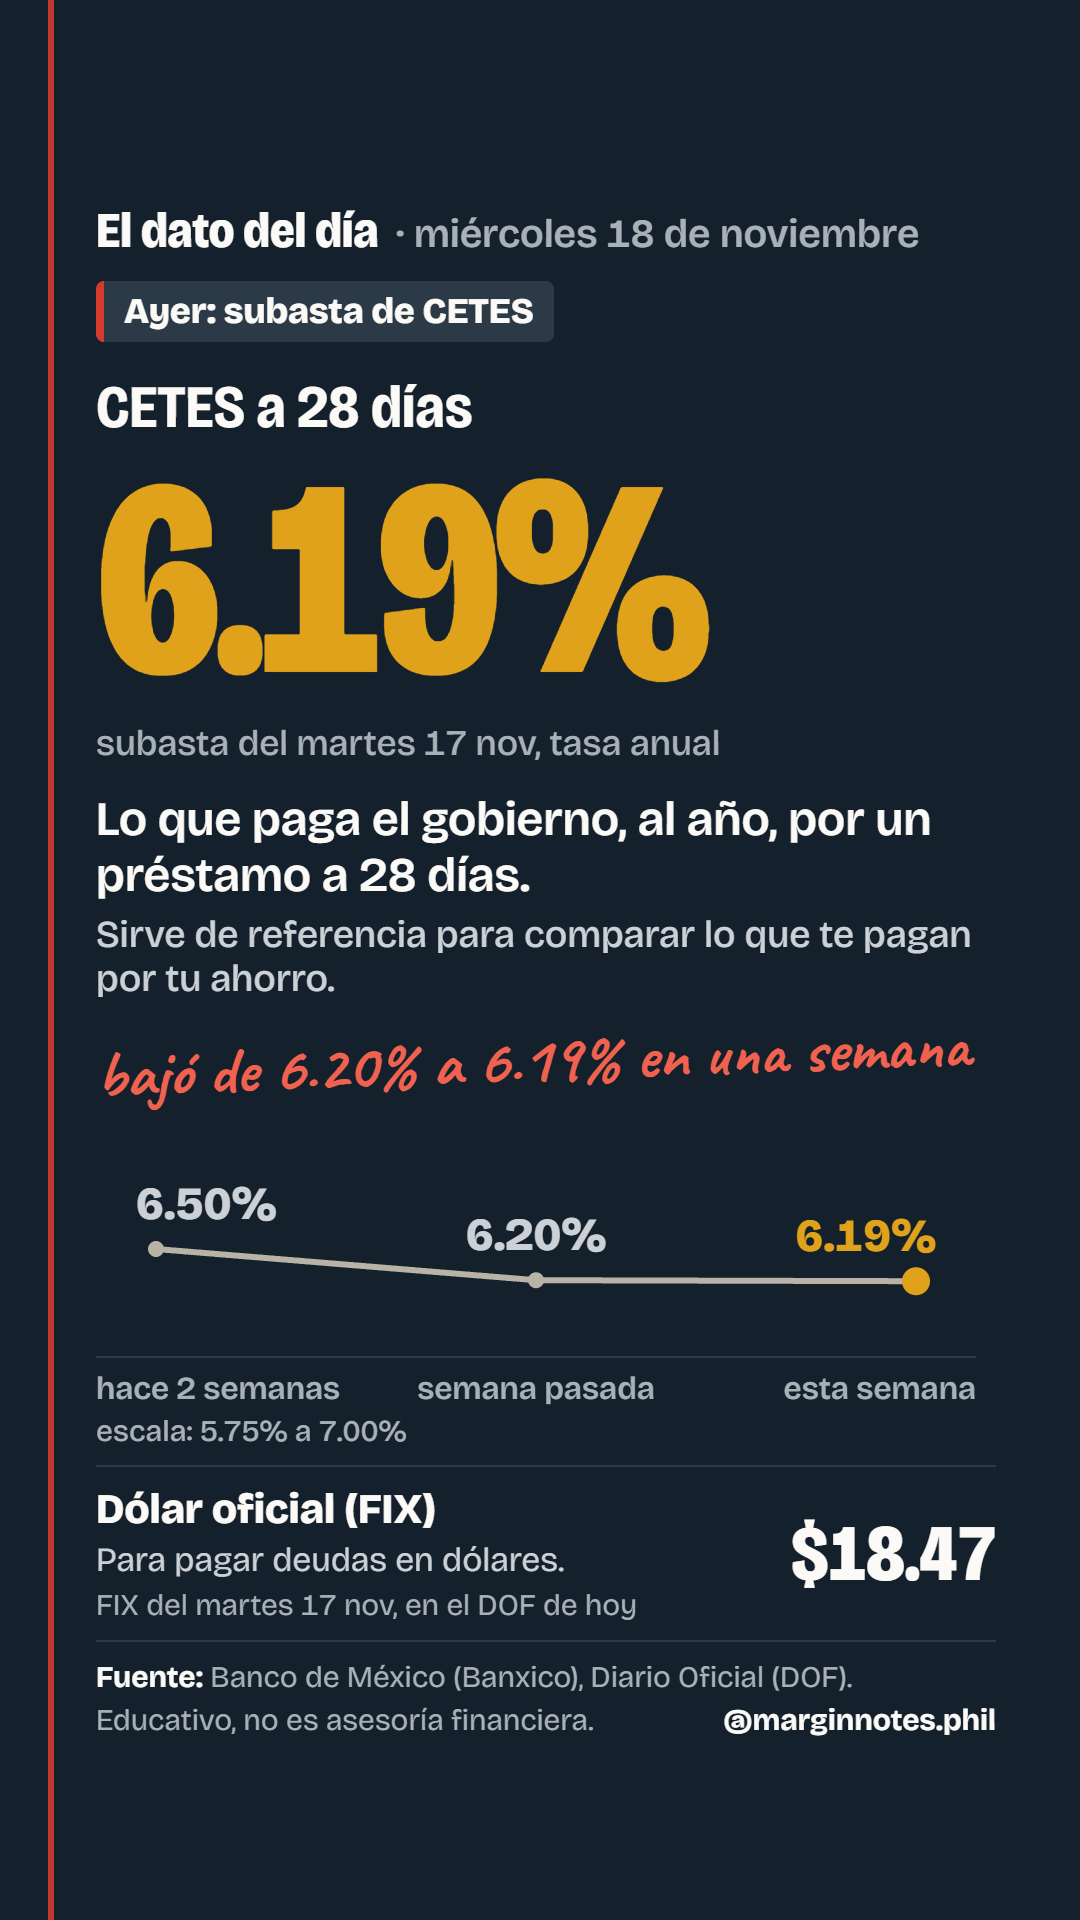 El dato del día · miércoles 18 de noviembre
Ayer: subasta de CETES
CETES a 28 días
6.19%
subasta del martes 17 nov, tasa anual
Lo que paga el gobierno, al año, por un
préstamo a 28 días.
Sirve de referencia para comparar lo que te pagan
por tu ahorro.
bajó de 6.20% a 6.19% en una semana
6.50% 6.20% 6.19%
hace 2 semanas semana pasada esta semana
escala: 5.75% a 7.00%
Dólar oficial (FIX)
$18.47
Para pagar deudas en dólares.
FIX del martes 17 nov, en el DOF de hoy
Fuente: Banco de México (Banxico), Diario Oficial (DOF).
Educativo, no es asesoría financiera. @marginnotes.phil